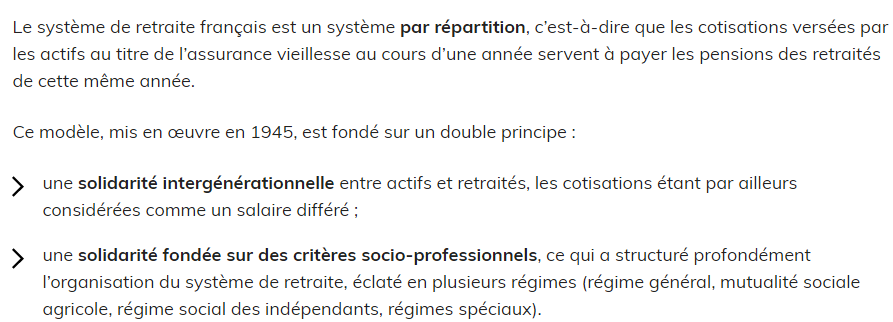 Le système de retraite français est un système par répartition, c’est-à-dire que les cotisations versées par
les actifs au titre de l’assurance vieillesse au cours d’une année servent à payer les pensions des retraités
de cette même année.
Ce modèle, mis en œuvre en 1945, est fondé sur un double principe :
une solidarité intergénérationnelle entre actifs et retraités, les cotisations étant par ailleurs
considérées comme un salaire différé ;
une solidarité fondée sur des critères socio-professionnels, ce qui a structuré profondément
l’organisation du système de retraite, éclaté en plusieurs régimes (régime général, mutualité sociale
agricole, régime social des indépendants, régimes spéciaux).